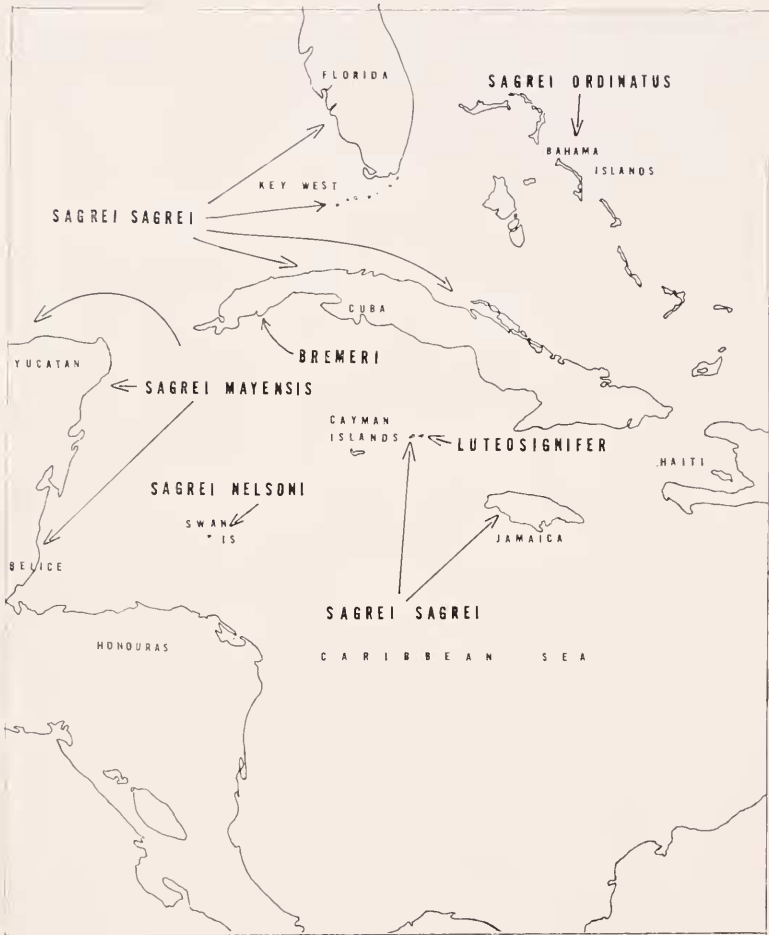 FLORIDA
SAGREI ORDINATUS
BAHAMA
ISLANDS
KEY WEST
SAGREI SAGREI
CUBA
BREMERI
YUCATAN
SAGREI MAYENSIS
CAYMAN
ISLANDS
LUTEOSIGNIFER
HAITI
SAGREI NELSONI
SWAN
IS
JAMAICA
BELICE
SAGREI SAGREI
HONOURAS
CARIBBEAN SEA